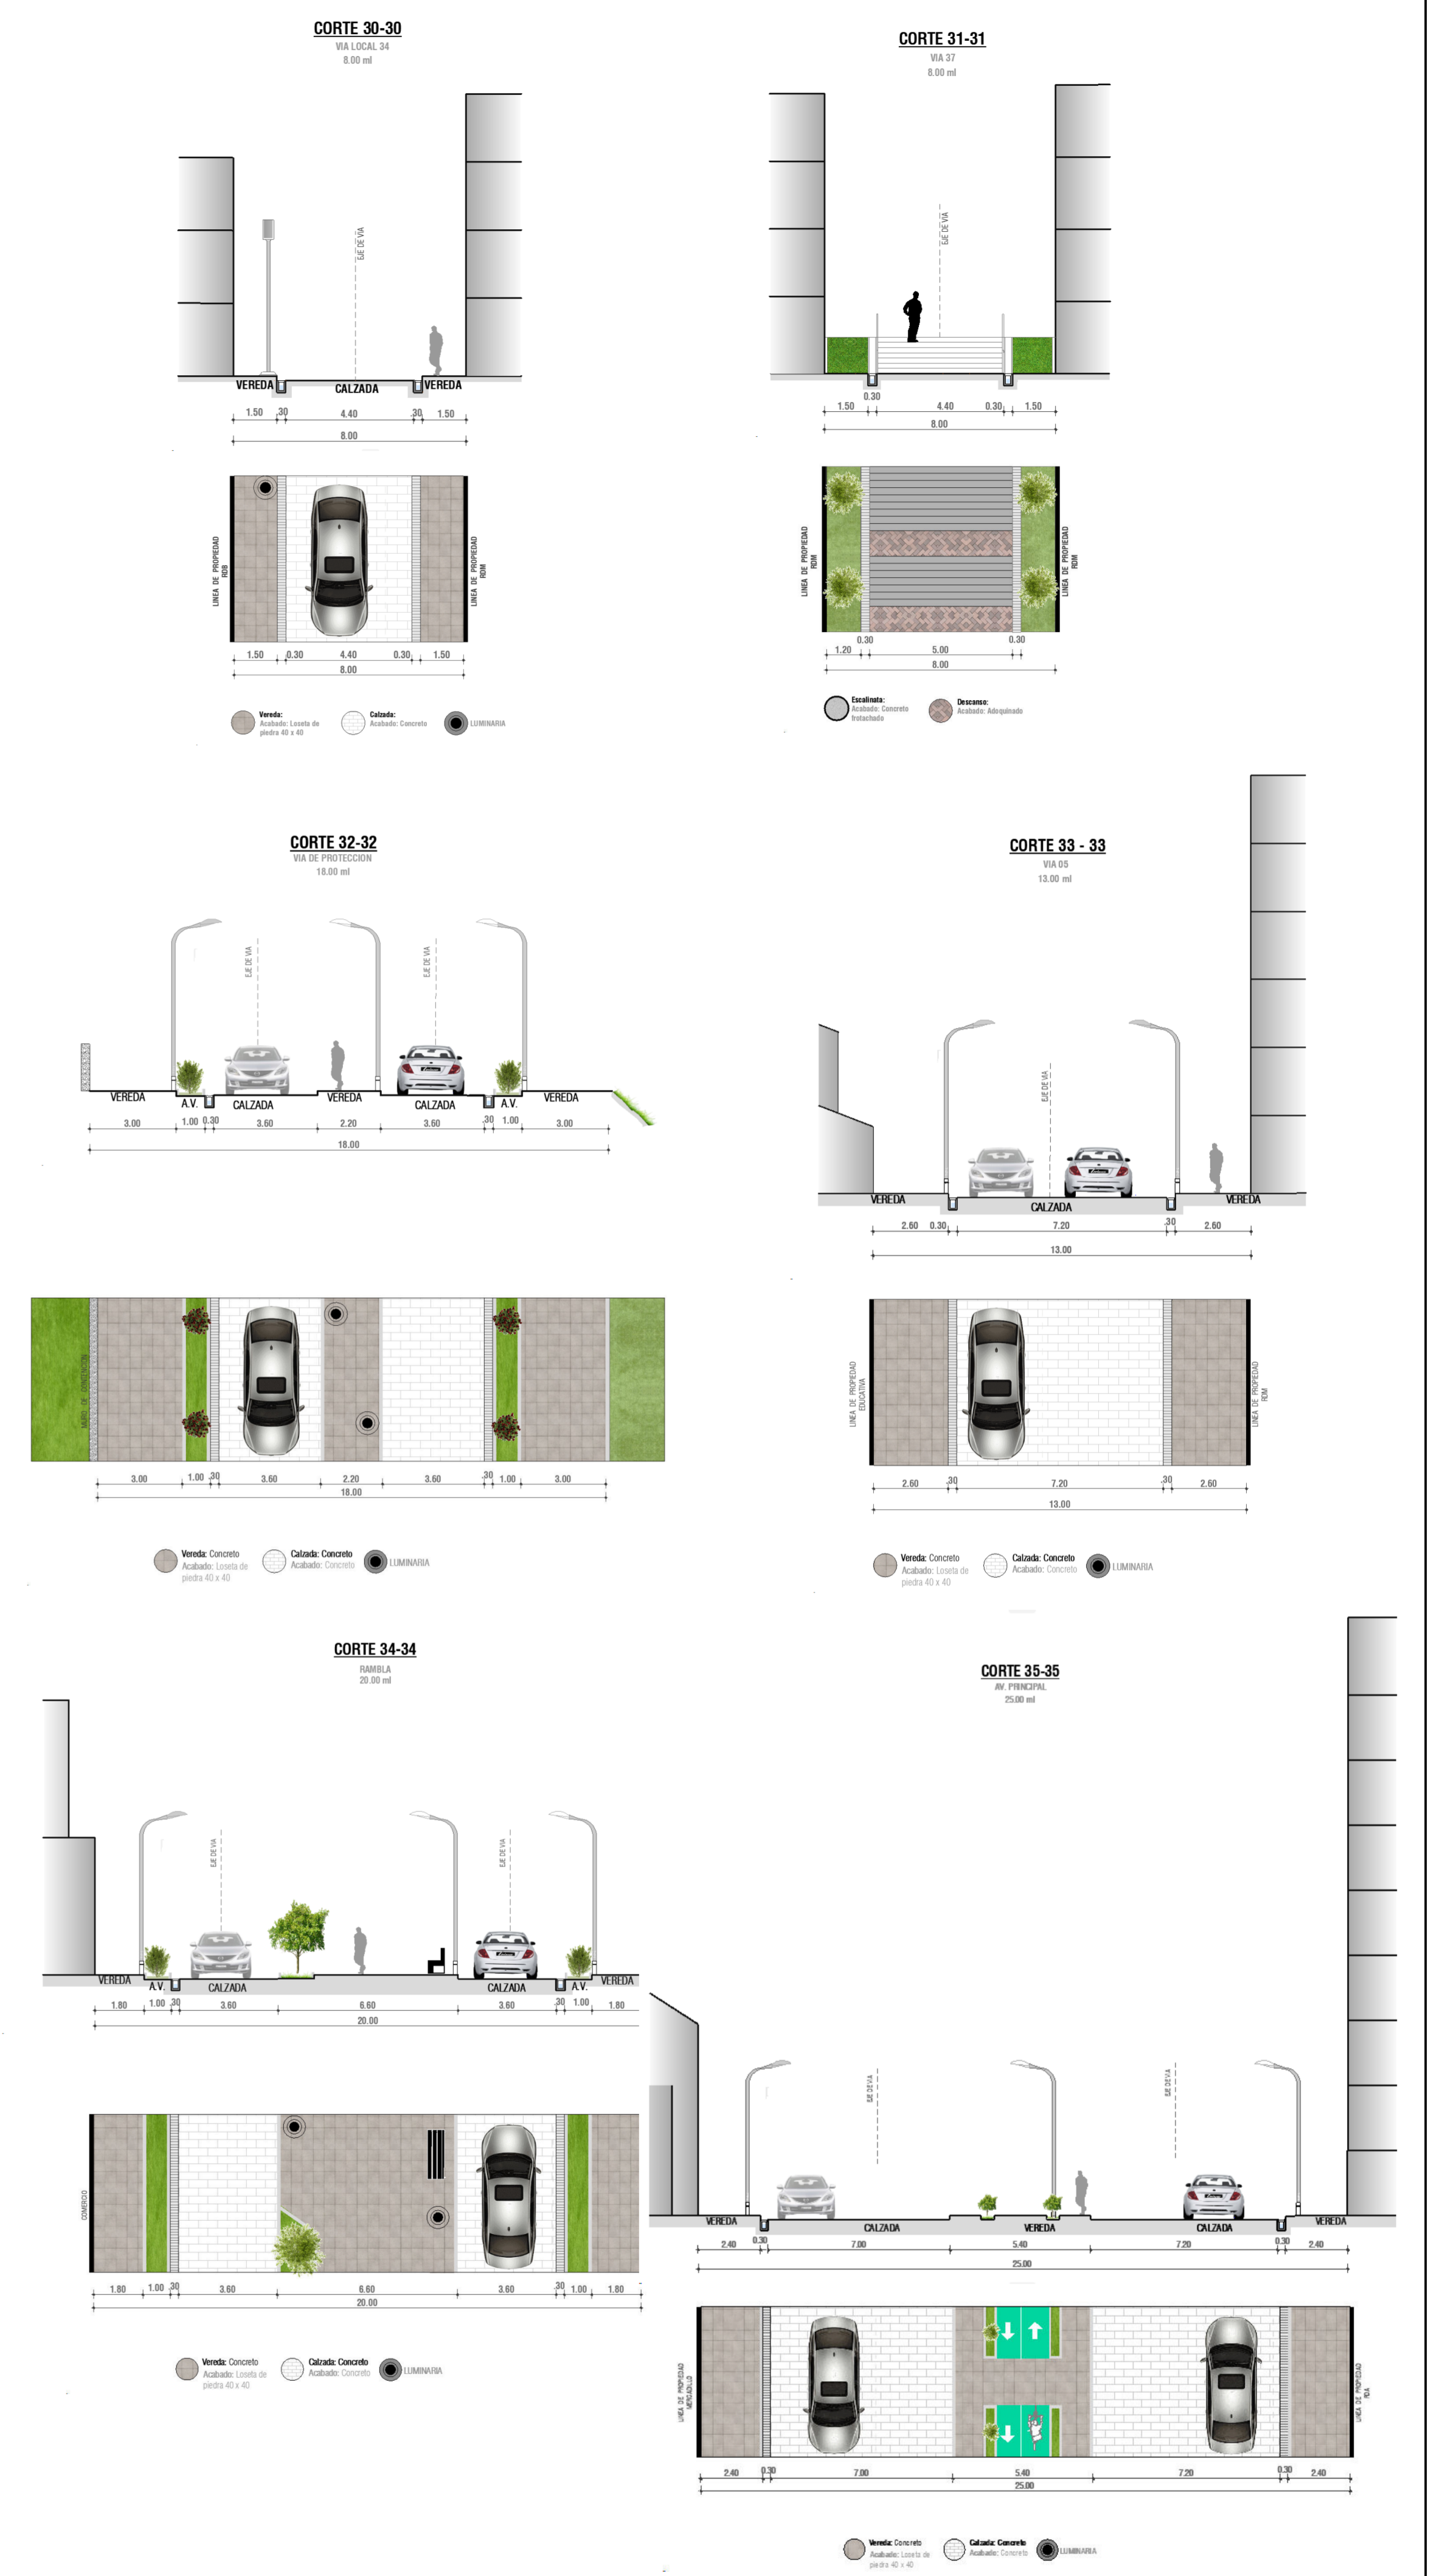 CORTE 30-30
VIA LOCAL 34
8.00 ml
EJE DE VIA
VEREDA
CALZADA
VEREDA
1.50 .30 4.40 .30 1.50
8.00
LINEA DE PROPIEDAD
RDB
LINEA DE PROPIEDAD
RDM
1.50 0.30 4.40 0.30 1.50
8.00
Vereda:
Acabado: Loseta de
piedra 40 x 40
Calzada:
Acabado: Concreto
LUMINARIA
CORTE 31-31
VIA 37
8.00 ml
EJE DE VIA
0.30
1.50 4.40 0.30 1.50
8.00
LINEA DE PROPIEDAD
RDM
LINEA DE PROPIEDAD
RDM
0.30 0.30
1.20 5.00
8.00
Escalinata:
Acabado: Concreto
frotachado
Descanso:
Acabado: Adoquinado
CORTE 32-32
VIA DE PROTECCION
18.00 ml
EJE DE VIA
EJE DE VIA
VEREDA
A.V.
CALZADA
VEREDA
CALZADA
A.V.
VEREDA
3.00 1.00 0.30 3.60 2.20 3.60 .30 1.00 3.00
18.00
MURO DE CONTENCION
3.00 1.00 .30 3.60 2.20 3.60 .30 1.00 3.00
18.00
Vereda: Concreto
Acabado: Loseta de
piedra 40 x 40
Calzada: Concreto
Acabado: Concreto
LUMINARIA
CORTE 33 - 33
VIA 05
13.00 ml
EJE DE VIA
VEREDA
CALZADA
VEREDA
2.60 0.30 7.20 .30 2.60
13.00
LINEA DE PROPIEDAD
EDUCATIVA
LINEA DE PROPIEDAD
RDM
2.60 .30 7.20 .30 2.60
13.00
Vereda: Concreto
Acabado: Loseta de
piedra 40 x 40
Calzada: Concreto
Acabado: Concreto
LUMINARIA
CORTE 34-34
RAMBLA
20.00 ml
EJE DE VIA
EJE DE VIA
VEREDA
A.V.
CALZADA
CALZADA
A.V.
VEREDA
1.80 1.00 .30 3.60 6.60 3.60 .30 1.00 1.80
20.00
COMERCIO
1.80 1.00 .30 3.60 6.60 3.60 .30 1.00 1.80
20.00
Vereda: Concreto
Acabado: Loseta de
piedra 40 x 40
Calzada: Concreto
Acabado: Concreto
LUMINARIA
CORTE 35-35
AV. PRINCIPAL
25.00 ml
EJE DE VIA
EJE DE VIA
VEREDA
CALZADA
VEREDA
CALZADA
VEREDA
2.40 0.30 7.00 5.40 7.20 0.30 2.40
25.00
LINEA DE PROPIEDAD
MERCADILLO
LINEA DE PROPIEDAD
RDA
2.40 0.30 7.00 5.40 7.20 0.30 2.40
25.00
Vereda: Concreto
Acabado: Loseta de
piedra 40 x 40
Calzada: Concreto
Acabado: Concreto
LUMINARIA